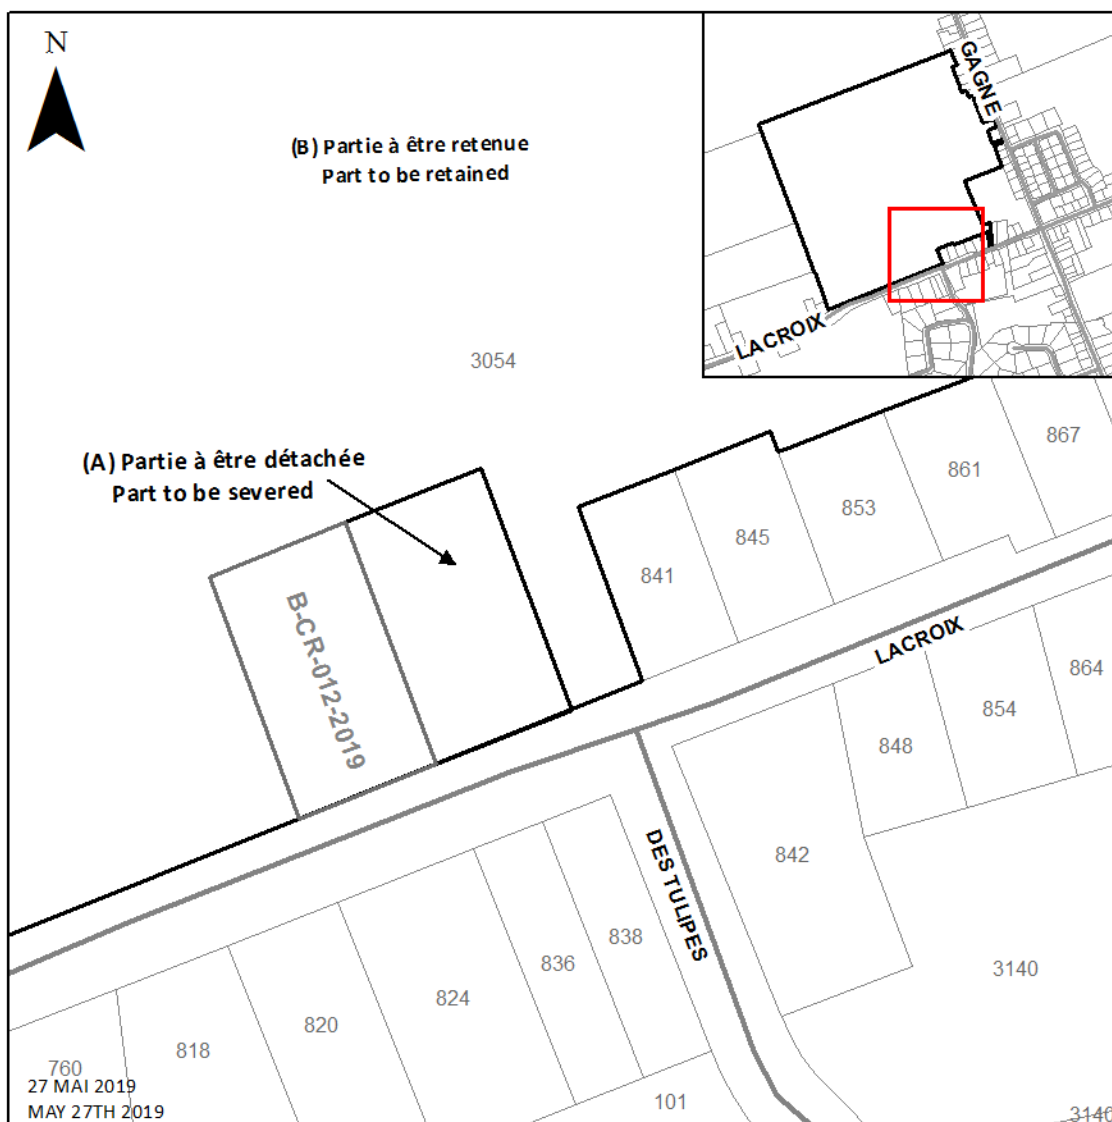 N
(B) Partie à être retenue
Part to be retained
GAGNE
LACROIX
3054
(A) Partie à être détachée
Part to be severed
867
861
853
845
841
B-CR-012-2019
LACROIX
864
854
848
842
DES TULIPES
838
836
824
820
818
760
3140
101
3140
27 MAI 2019
MAY 27TH 2019